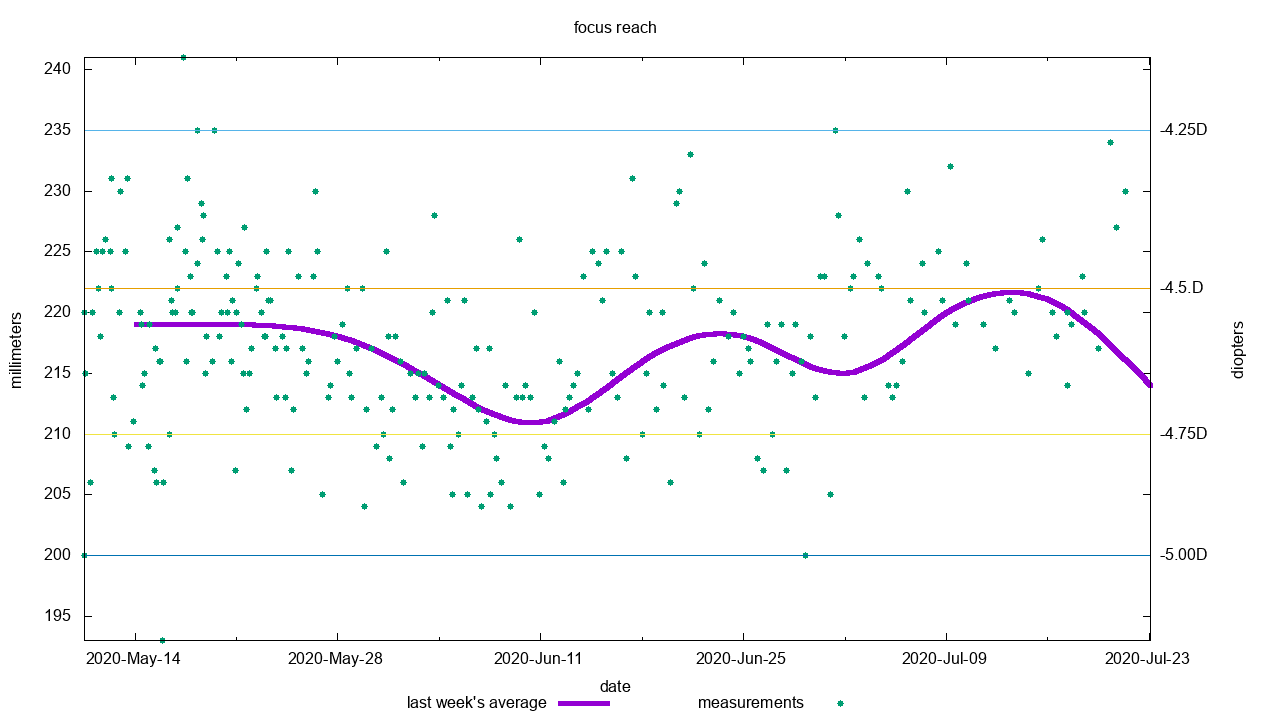 focus reach
240
235
230
225
220
215
210
205
200
195
millimeters
-4.25D
-4.5 D
-4.75D
-5.00D
diopters
2020-May-14 2020-May-28 2020-Jun-11 2020-Jun-25 2020-Jul-09 2020-Jul-23
date
last week's average measurements